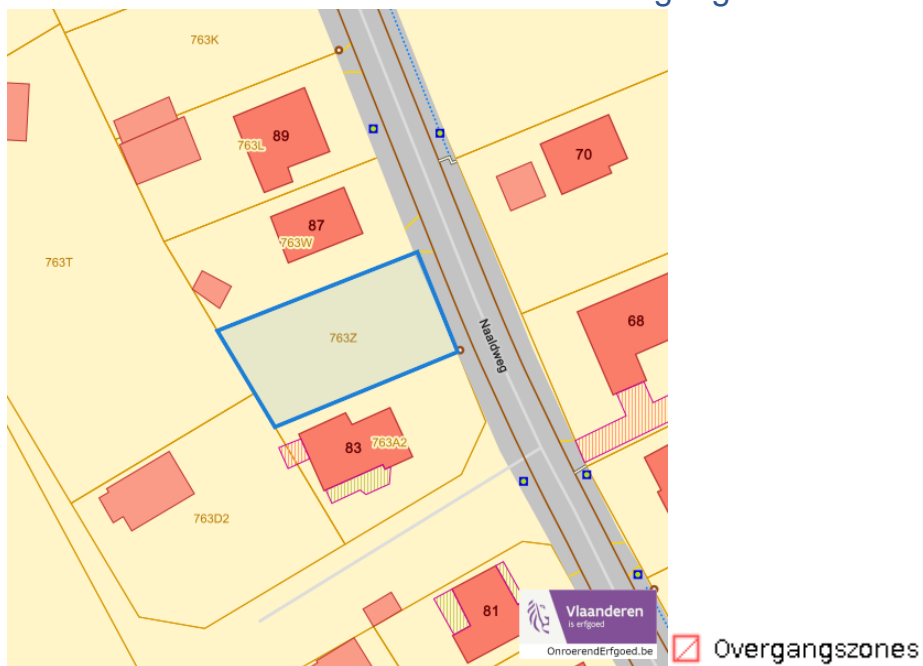 763K
89
763L
70
87
763W
763T
763Z
68
Naaldweg
83
763A2
763D2
81
Vlaanderen
is erfgoed
OnroerendErfgoed.be
Overgangszones